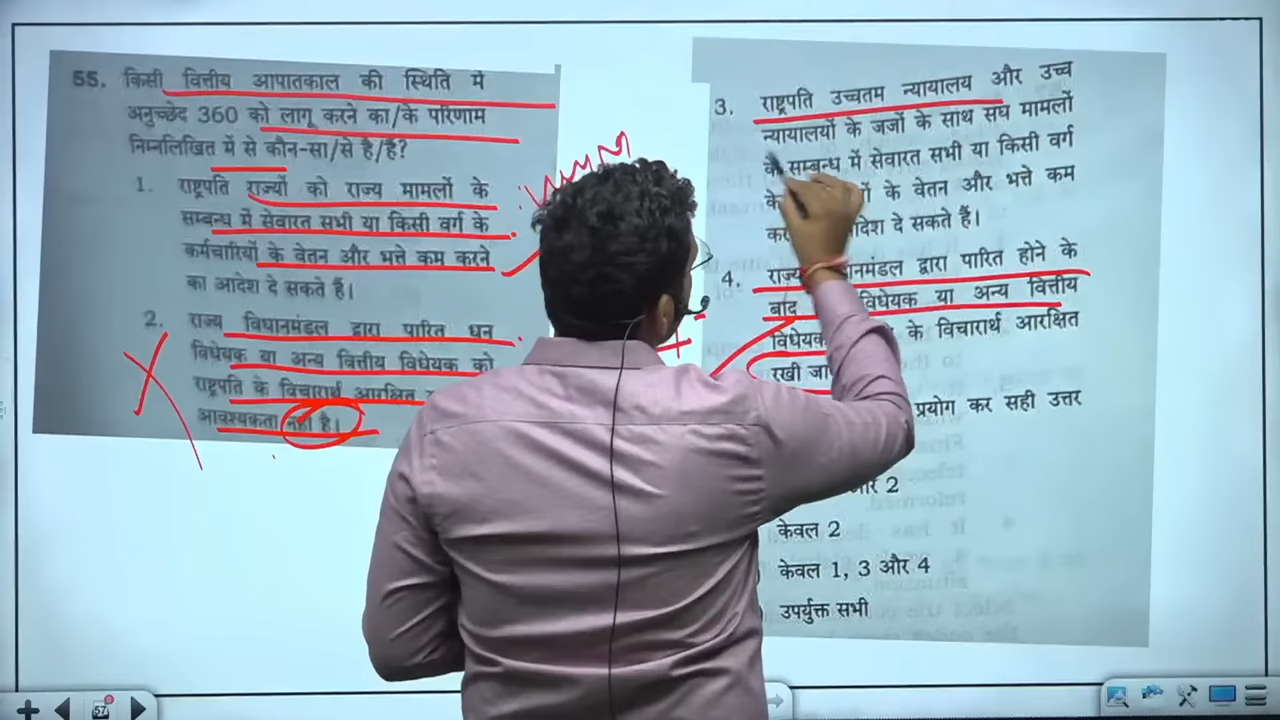 55. किसी वित्तीय आपातकाल की स्थिति में
अनुच्छेद 360 को लागू करने का/के परिणाम
निम्नलिखित में से कौन-सा/से है/हैं?
1. राष्ट्रपति राज्यों को राज्य मामलों के
सम्बन्ध में सेवारत सभी या किसी वर्ग के
कर्मचारियों के वेतन और भत्ते कम करने
का आदेश दे सकते हैं।
2. राज्य विधानमंडल द्वारा पारित धन
विधेयक या अन्य वित्तीय विधेयक को
राष्ट्रपति के विचारार्थ आरक्षित
आवश्यकता नहीं है।
3. राष्ट्रपति उच्चतम न्यायालय और उच्च
न्यायालयों के जजों के साथ संघ मामलों
के सम्बन्ध में सेवारत सभी या किसी वर्ग
के वेतन और भत्ते कम
दे सकते हैं।
4. द्वारा पारित होने के
बाद विधेयक या अन्य वित्तीय
के विचारार्थ आरक्षित
रखी
प्रयोग कर सही उत्तर
और 2
केवल 2
केवल 1, 3 और 4
उपर्युक्त सभी
57